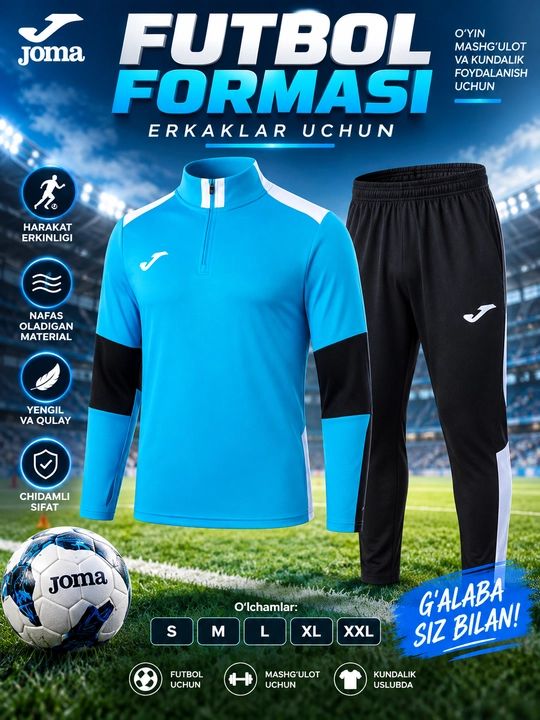 JOMA
FUTBOL
FORMASI
ERKAKLAR UCHUN
O'YIN
MASHG'ULOT
VA KUNDALIK
FOYDALANISH
UCHUN
HARAKAT
ERKINLIGI
NAFAS
OLADIGAN
MATERIAL
YENGIL
VA QULAY
CHIDAMLI
SIFAT
JOMA
O'lchamlar:
S M L XL XXL
G'ALABA
SIZ BILAN!
FUTBOL
UCHUN
MASHG'ULOT
UCHUN
KUNDALIK
USLUBDA